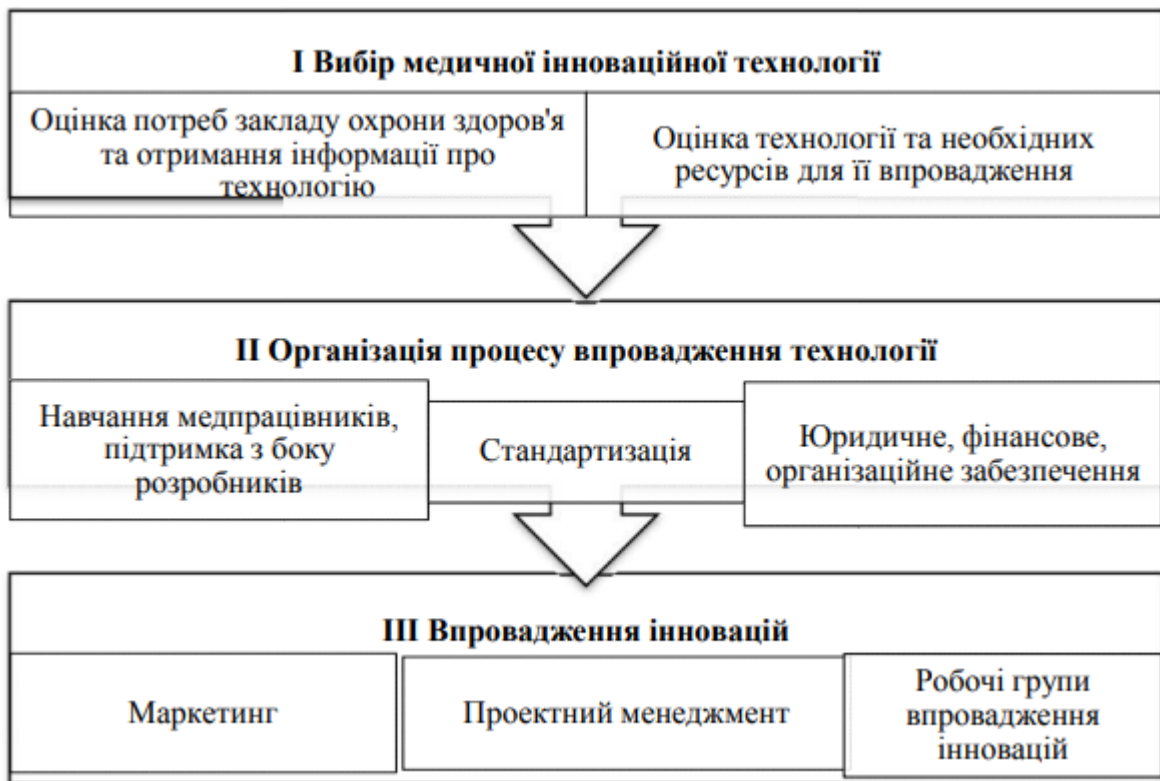 I Вибір медичної інноваційної технології
Оцінка потреб закладу охрони здоров'я
та отримання інформації про
технологію
Оцінка технології та необхідних
ресурсів для її впровадження
II Організація процесу впровадження технології
Навчання медпрацівників,
підтримка з боку
розробників
Стандартизація
Юридичне, фінансове,
організаційне забезпечення
III Впровадження інновацій
Маркетинг
Проектний менеджмент
Робочі групи
впровадження
інновацій